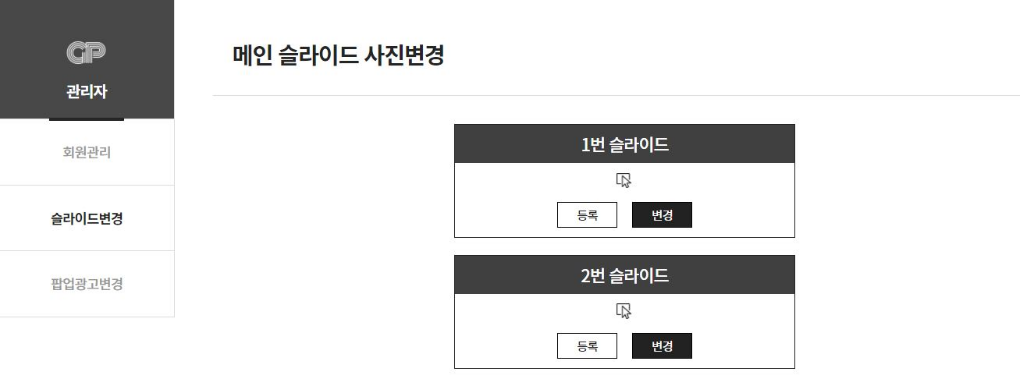 GP
관리자
회원관리
슬라이드변경
팝업광고변경
메인 슬라이드 사진변경
1번 슬라이드
등록
변경
2번 슬라이드
등록
변경